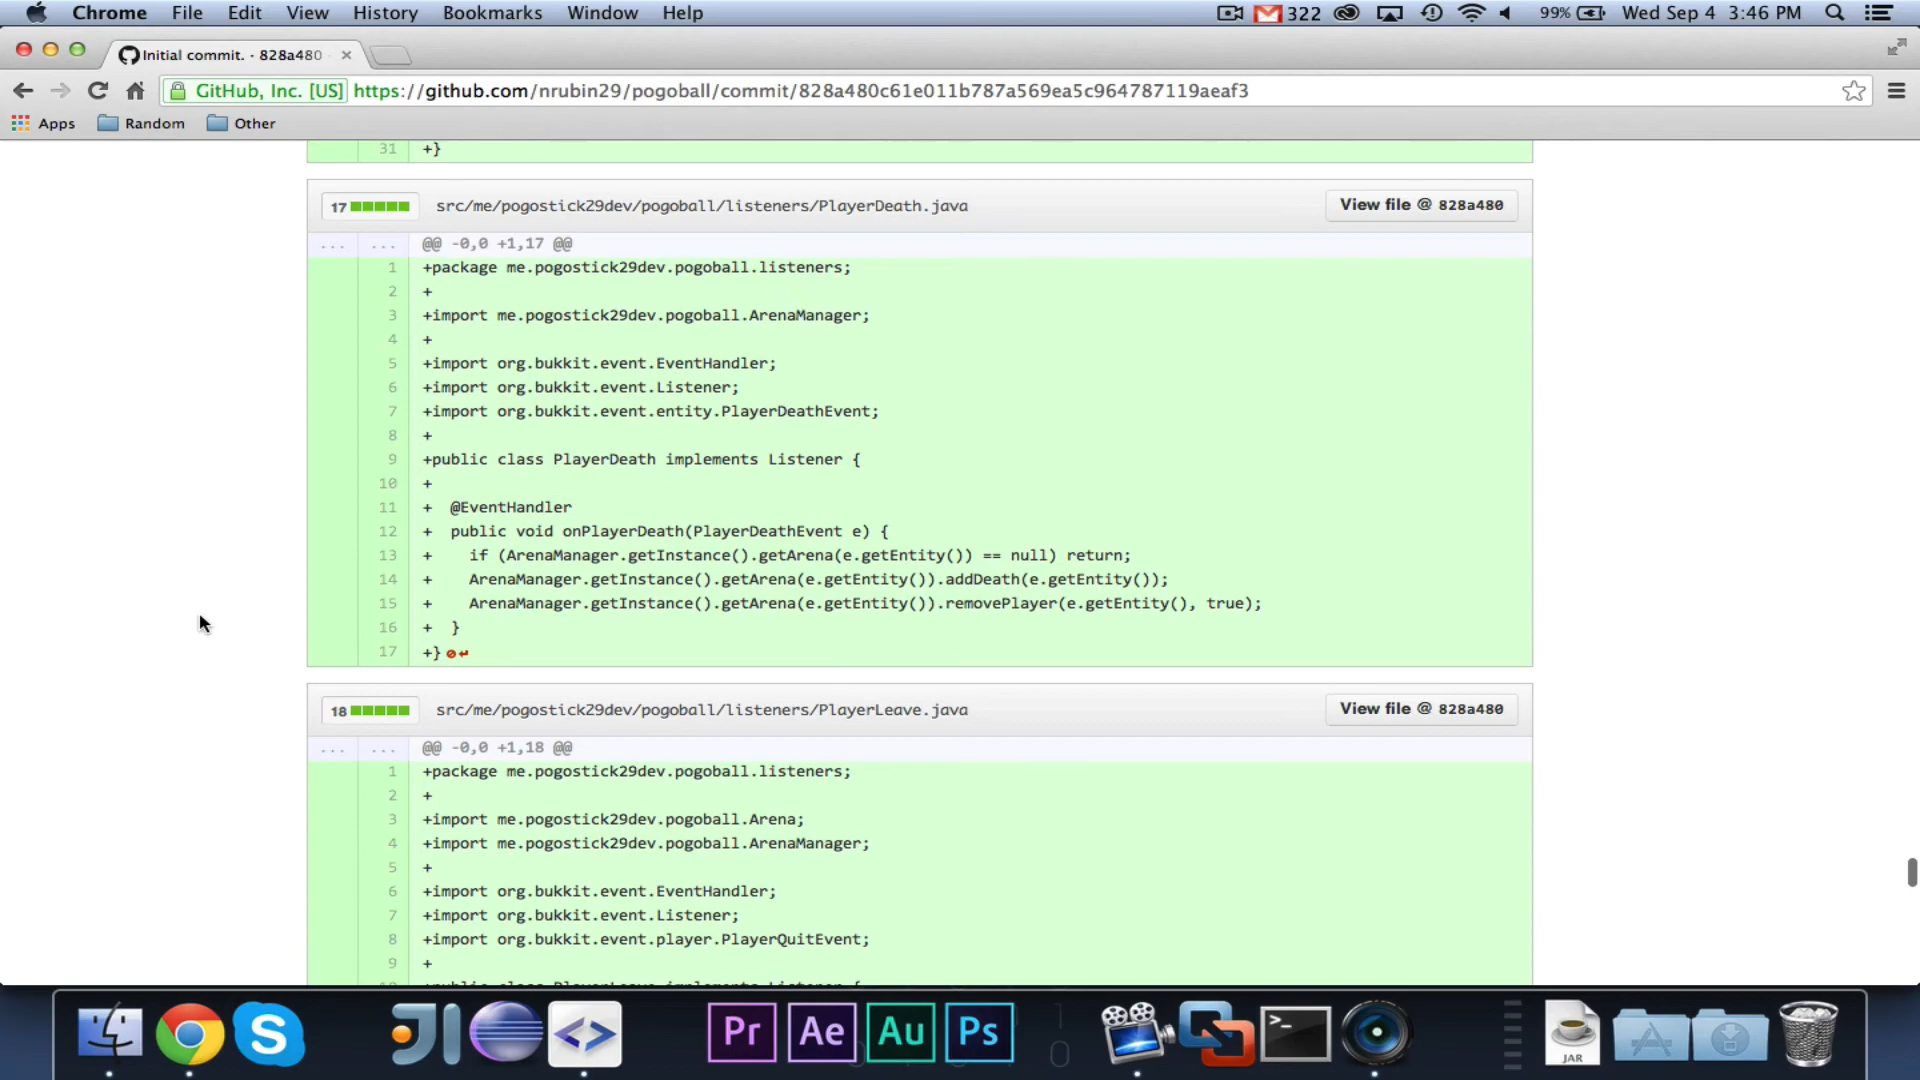 Chrome File Edit View History Bookmarks Window Help 322 99% Wed Sep 4 3:46 PM
Initial commit. · 828a480
GitHub, Inc. [US] https://github.com/nrubin29/pogoball/commit/828a480c61e011b787a569ea5c964787119aeaf3
Apps Random Other
31 +}
17 src/me/pogostick29dev/pogoball/listeners/PlayerDeath.java View file @ 828a480
... ... @@ -0,0 +1,17 @@
1 +package me.pogostick29dev.pogoball.listeners;
2 +
3 +import me.pogostick29dev.pogoball.ArenaManager;
4 +
5 +import org.bukkit.event.EventHandler;
6 +import org.bukkit.event.Listener;
7 +import org.bukkit.event.entity.PlayerDeathEvent;
8 +
9 +public class PlayerDeath implements Listener {
10 +
11 + @EventHandler
12 + public void onPlayerDeath(PlayerDeathEvent e) {
13 + if (ArenaManager.getInstance().getArena(e.getEntity()) == null) return;
14 + ArenaManager.getInstance().getArena(e.getEntity()).addDeath(e.getEntity());
15 + ArenaManager.getInstance().getArena(e.getEntity()).removePlayer(e.getEntity(), true);
16 + }
17 +}
18 src/me/pogostick29dev/pogoball/listeners/PlayerLeave.java View file @ 828a480
... ... @@ -0,0 +1,18 @@
1 +package me.pogostick29dev.pogoball.listeners;
2 +
3 +import me.pogostick29dev.pogoball.Arena;
4 +import me.pogostick29dev.pogoball.ArenaManager;
5 +
6 +import org.bukkit.event.EventHandler;
7 +import org.bukkit.event.Listener;
8 +import org.bukkit.event.player.PlayerQuitEvent;
9 +
10 +public class PlayerLeave implements Listener {
Pr Ae Au Ps JAR